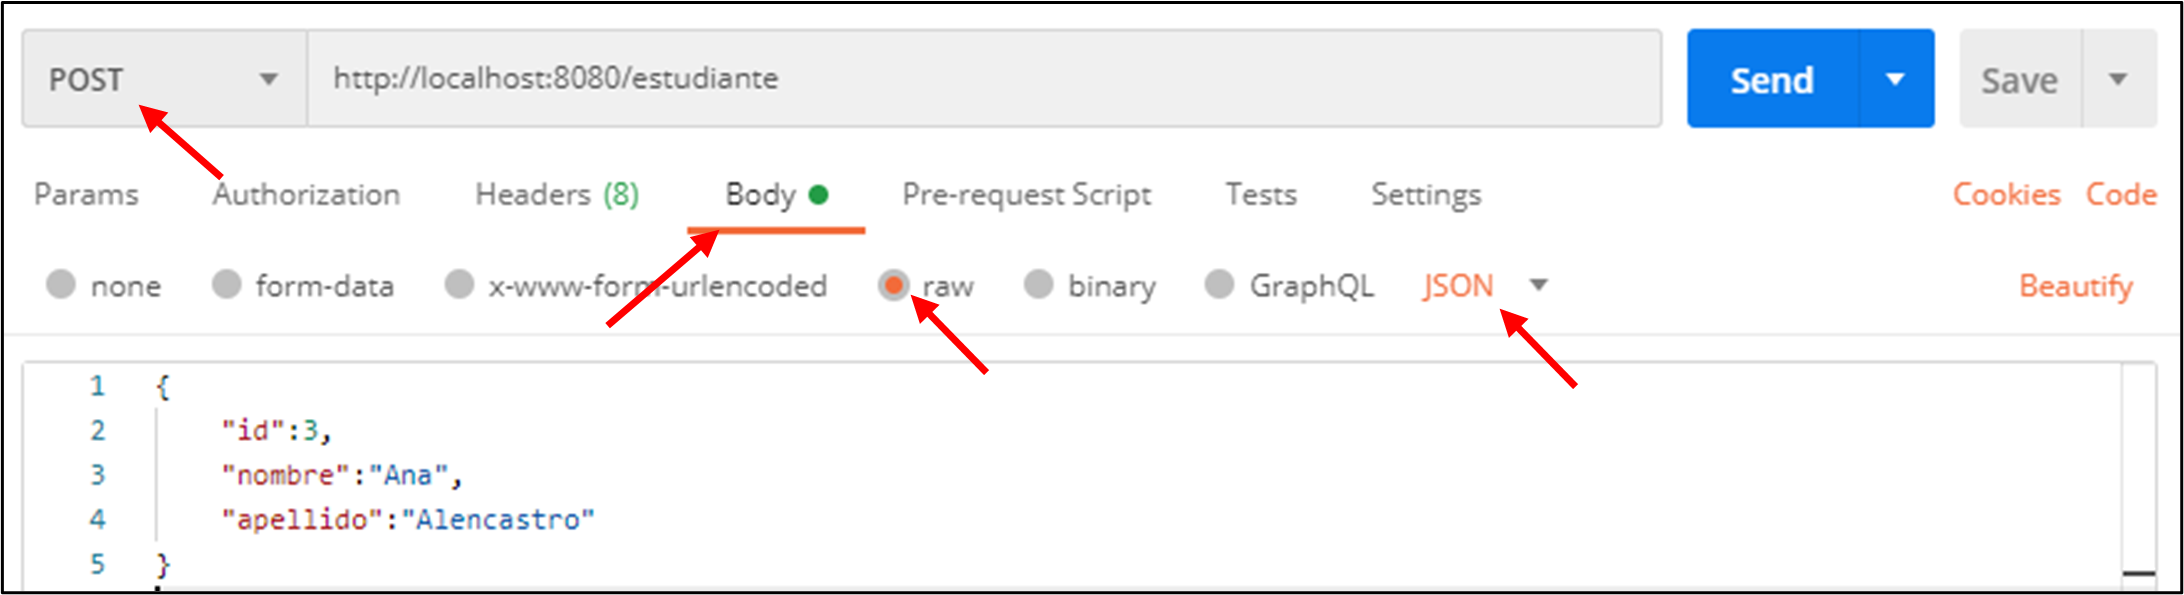 POST http://localhost:8080/estudiante Send Save
Params Authorization Headers (8) Body Pre-request Script Tests Settings Cookies Code
none form-data x-www-form-urlencoded raw binary GraphQL JSON Beautify
1 {
2 "id":3,
3 "nombre":"Ana",
4 "apellido":"Alencastro"
5 }